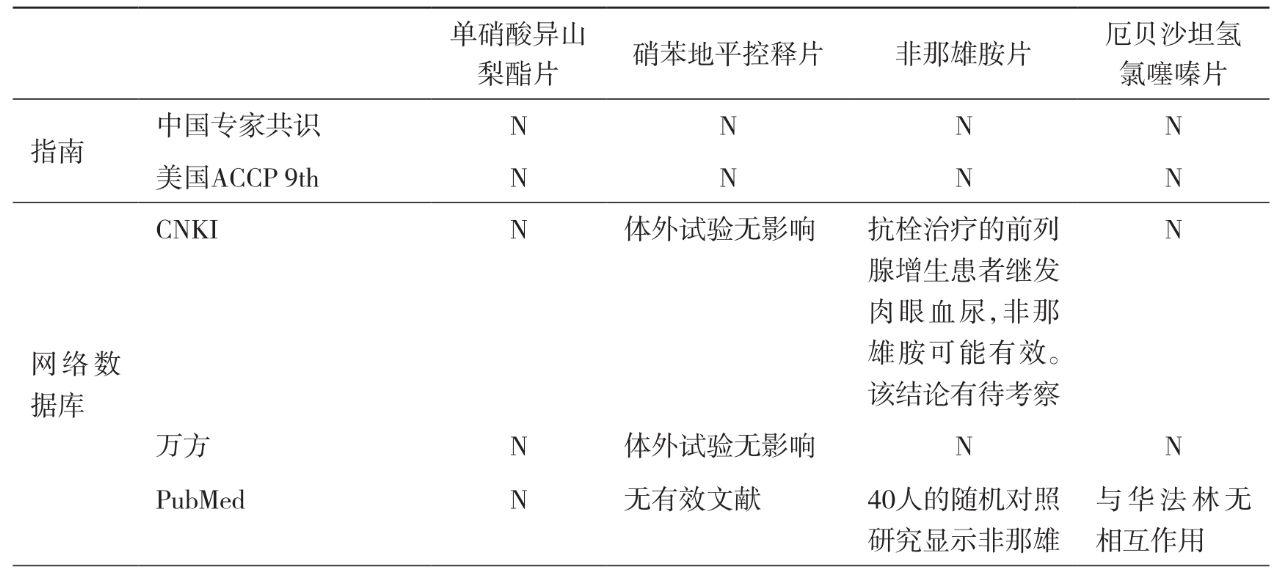 单硝酸异山
梨酯片
硝苯地平控释片
非那雄胺片
厄贝沙坦氢
氯噻嗪片
指南
中国专家共识 N N N N
美国ACCP 9th N N N N
网络数
据库
CNKI N 体外试验无影响 抗栓治疗的前列 N
腺增生患者继发
肉眼血尿,非那
雄胺可能有效。
该结论有待考察
万方 N 体外试验无影响 N N
PubMed N 无有效文献 40人的随机对照 与华法林无
研究显示非那雄 相互作用